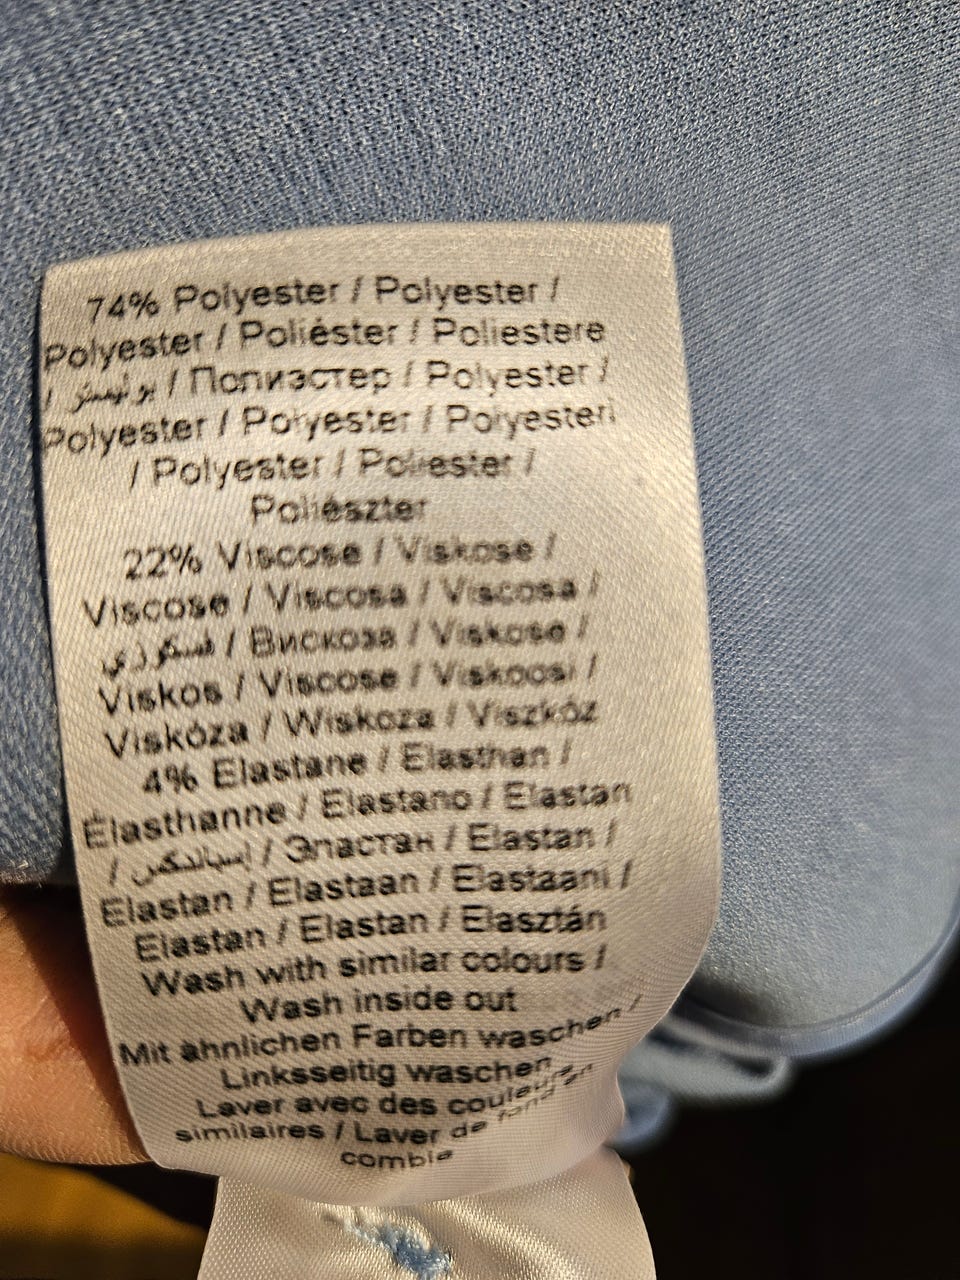 74% Polyester / Polyester /
Polyester / Poliéster / Poliestere
/ بوليستر / Полиэстер / Polyester /
Polyester / Polyester / Polyesteri
/ Polyester / Poliester /
Poliészter
22% Viscose / Viskose /
Viscose / Viscosa / Viscosa /
/ Вискоза / Viskose /
Viskos / Viscose / Viskoosi /
Viskóza / Wiskoza / Viszkóz
4% Elastane / Elasthan /
Élasthanne / Elastano / Elastan
/ / Эластан / Elastan /
Elastan / Elastaan / Elastaani /
Elastan / Elastan / Elasztán
Wash with similar colours /
Wash inside out
Mit ähnlichen Farben waschen /
Linksseitig waschen
Laver avec des couleurs
similaires / Laver de fond en
comble